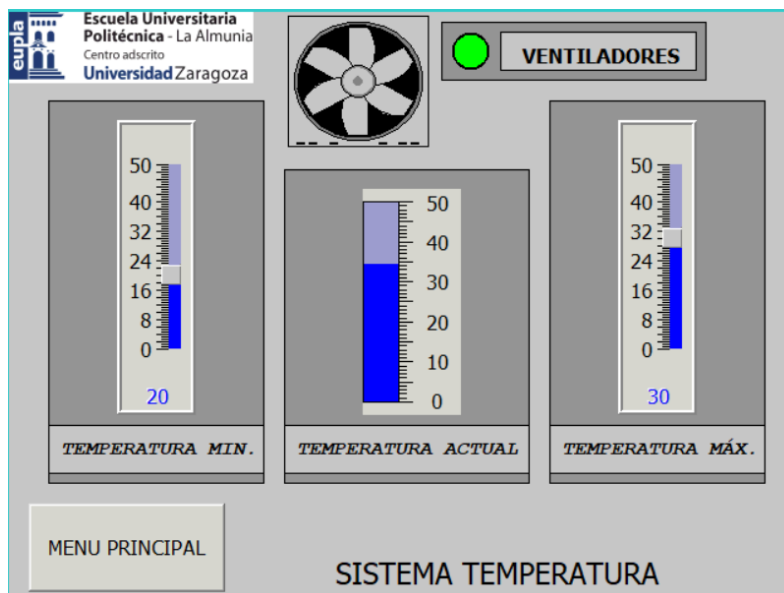 eupla
Escuela Universitaria
Politécnica - La Almunia
Centro adscrito
Universidad Zaragoza
VENTILADORES
50
40
32
24
16
8
0
20
TEMPERATURA MIN.
50
40
30
20
10
0
TEMPERATURA ACTUAL
50
40
32
24
16
8
0
30
TEMPERATURA MÁX.
MENU PRINCIPAL
SISTEMA TEMPERATURA